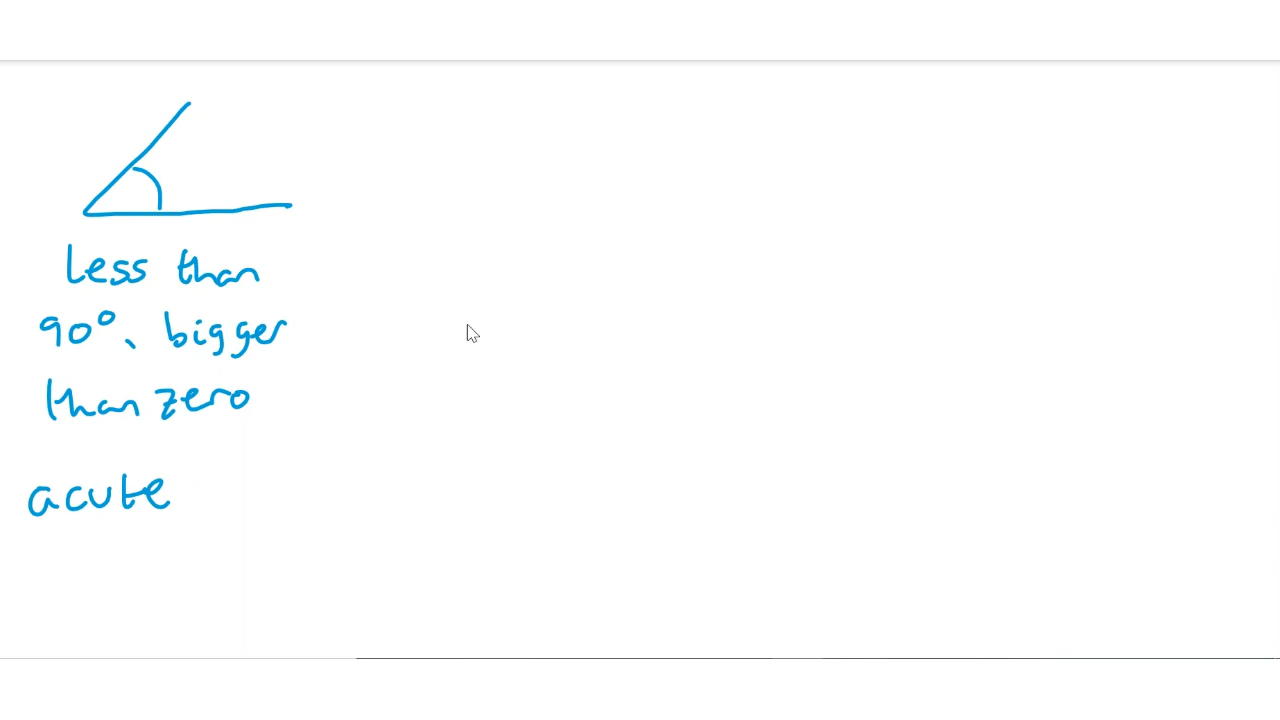 less than
90°, bigger
than zero
acute